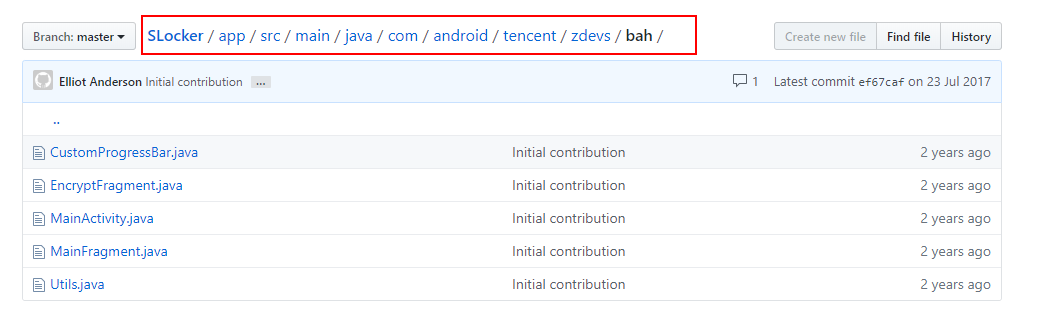 Branch: master SLocker / app / src / main / java / com / android / tencent / zdevs / bah / Create new file Find file History
Elliot Anderson Initial contribution ... 1 Latest commit ef67caf on 23 Jul 2017
..
CustomProgressBar.java Initial contribution 2 years ago
EncryptFragment.java Initial contribution 2 years ago
MainActivity.java Initial contribution 2 years ago
MainFragment.java Initial contribution 2 years ago
Utils.java Initial contribution 2 years ago